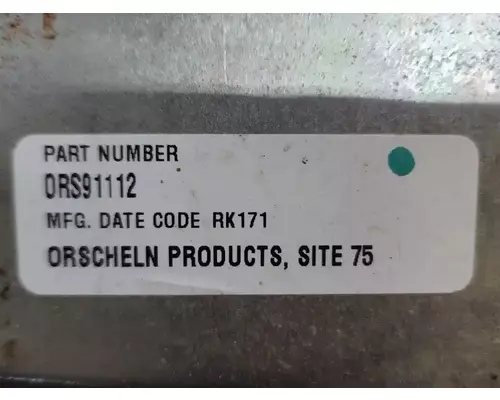 PART NUMBER
ORS91112
MFG. DATE CODE RK171
ORSCHELN PRODUCTS, SITE 75